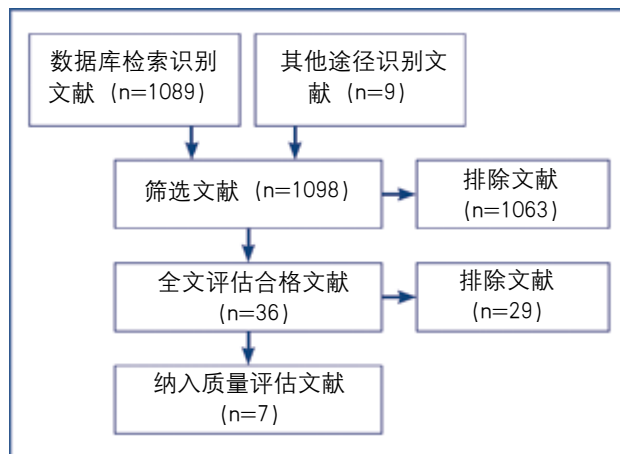 数据库检索识别
文献 (n=1089)
其他途径识别文
献 (n=9)
筛选文献 (n=1098)
排除文献
(n=1063)
全文评估合格文献
(n=36)
排除文献
(n=29)
纳入质量评估文献
(n=7)